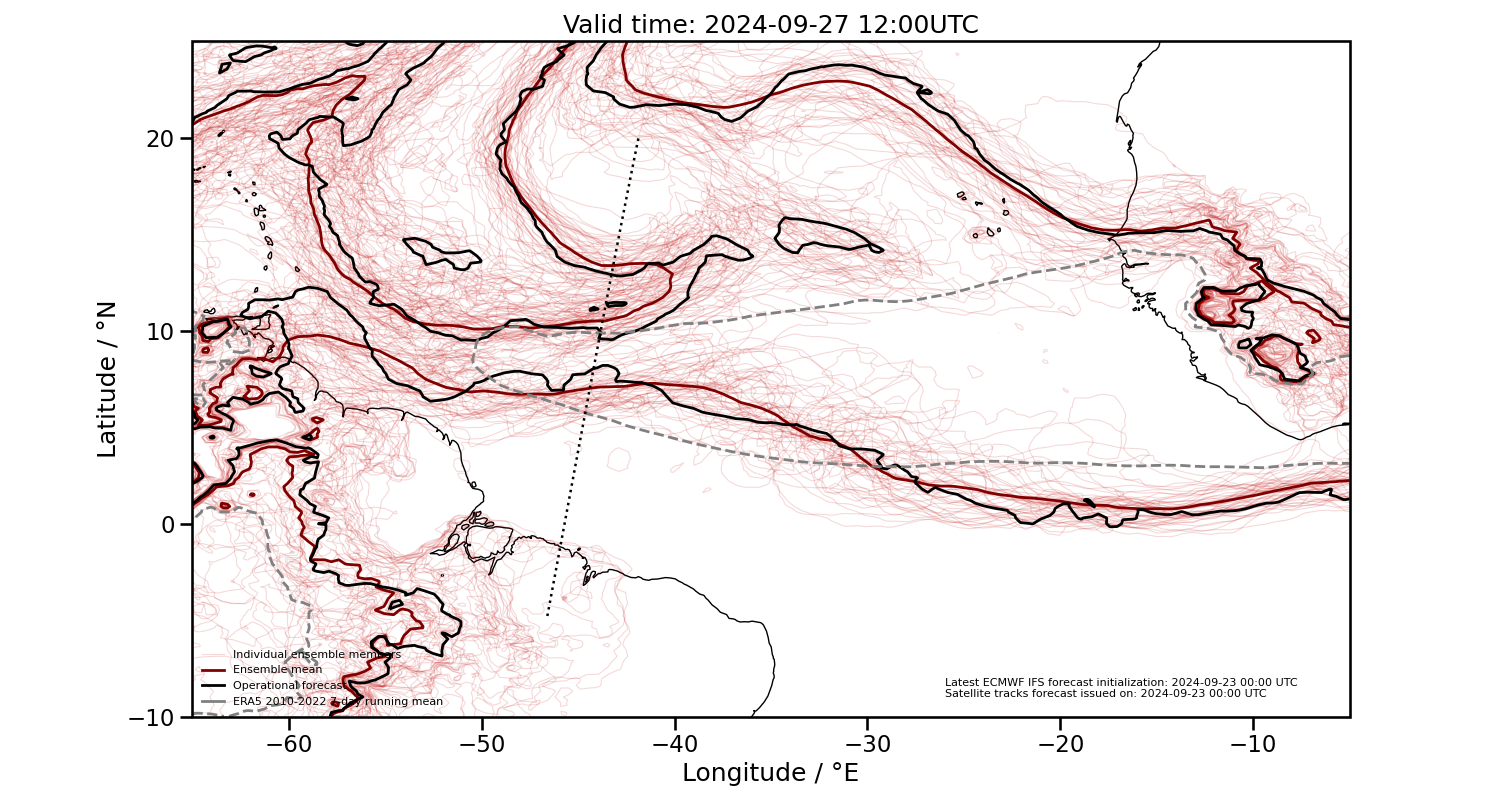 Valid time: 2024-09-27 12:00UTC
Latitude / °N
20
10
0
−10
Individual ensemble members
Ensemble mean
Operational forecast
ERA5 2010-2022 7-day running mean
Latest ECMWF IFS forecast initialization: 2024-09-23 00:00 UTC
Satellite tracks forecast issued on: 2024-09-23 00:00 UTC
−60
−50
−40
−30
−20
−10
Longitude / °E